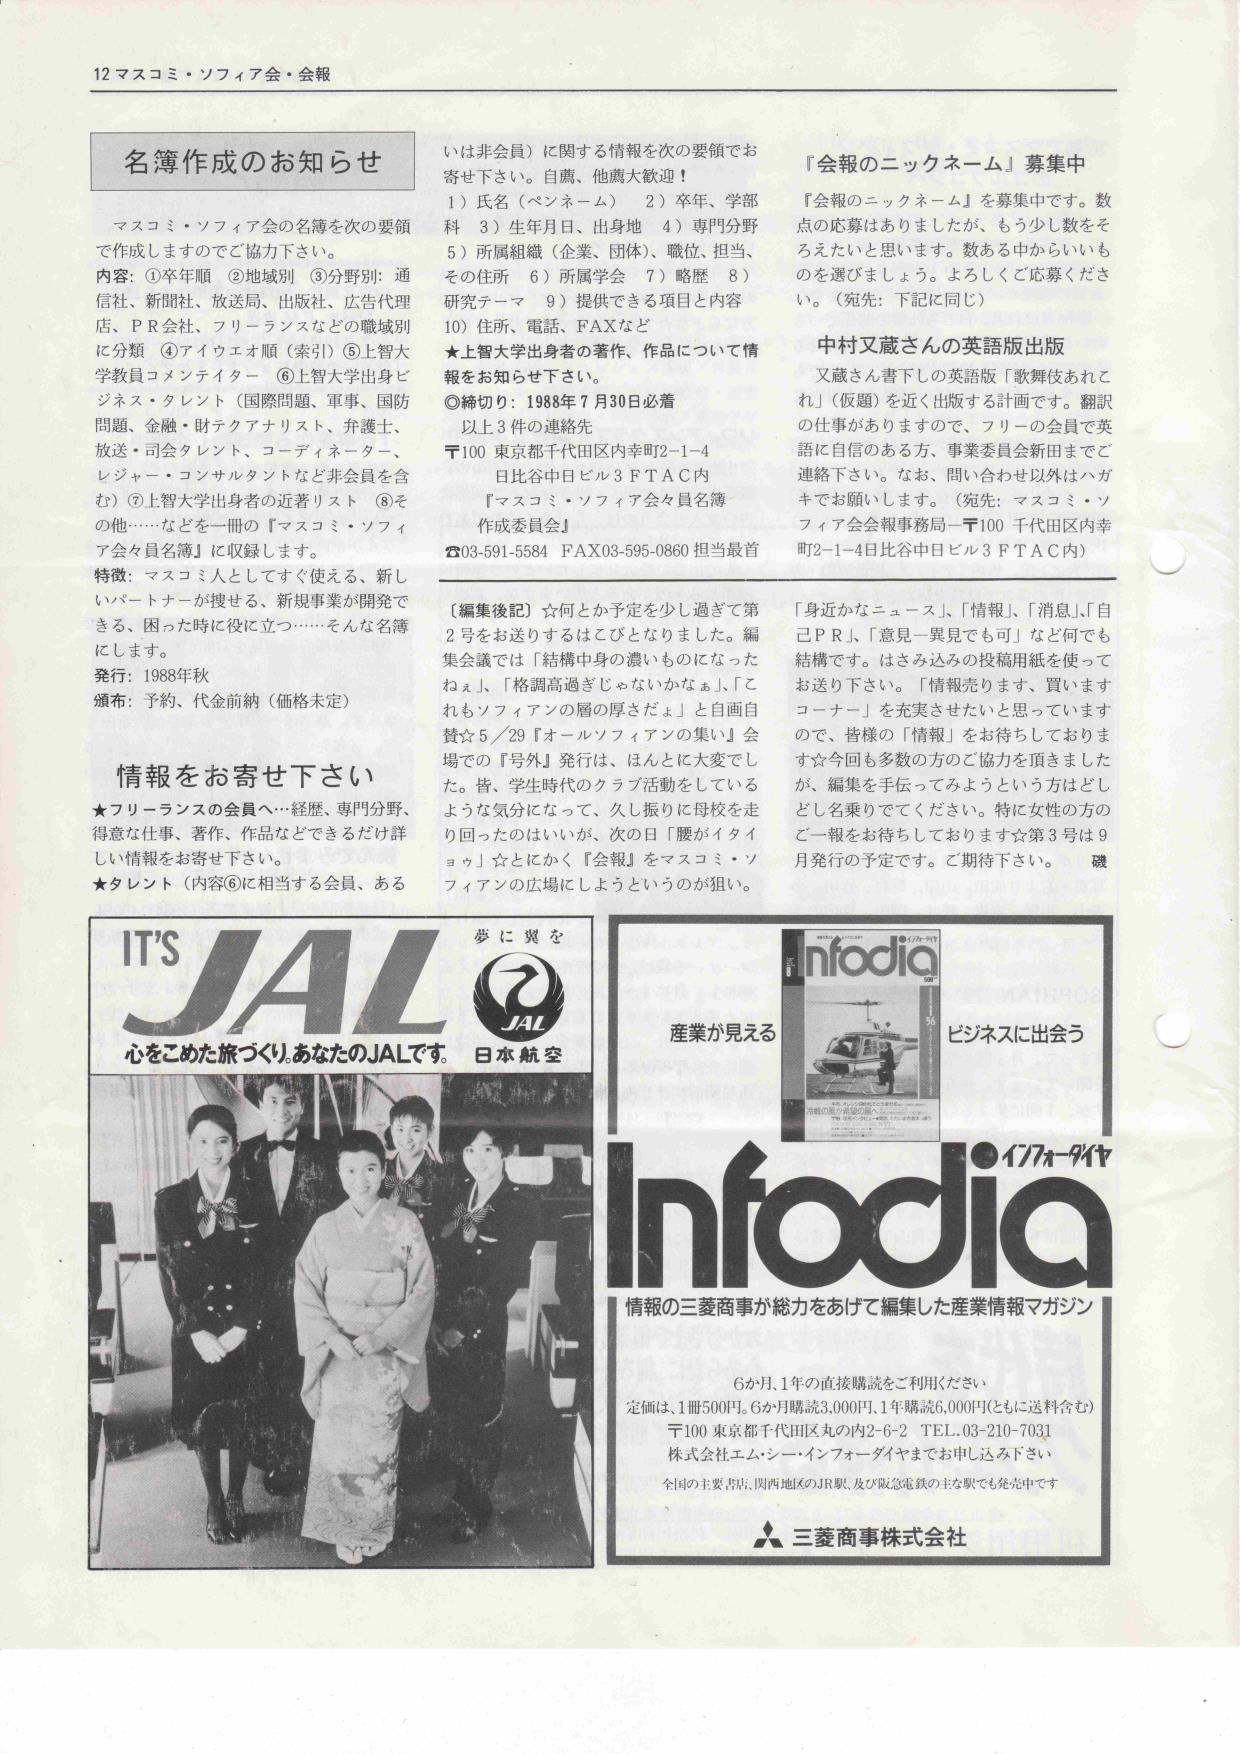 12 マスコミ・ソフィア会・会報
名簿作成のお知らせ
マスコミ・ソフィア会の名簿を次の要領
で作成しますのでご協力下さい。
内容: ①卒年順 ②地域別 ③分野別: 通
信社、新聞社、放送局、出版社、広告代理
店、ＰＲ会社、フリーランスなどの職域別
に分類 ④アイウエオ順（索引）⑤上智大
学教員コメンテイター ⑥上智大学出身ビ
ジネス・タレント（国際問題、軍事、国防
問題、金融・財テクアナリスト、弁護士、
放送・司会タレント、コーディネーター、
レジャー・コンサルタントなど非会員を含
む）⑦上智大学出身者の近著リスト ⑧そ
の他……などを一冊の『マスコミ・ソフィ
ア会々員名簿』に収録します。
特徴: マスコミ人としてすぐ使える、新し
いパートナーが捜せる、新規事業が開発で
きる、困った時に役に立つ……そんな名簿
にします。
発行: 1988年秋
頒布: 予約、代金前納（価格未定）
情報をお寄せ下さい
★フリーランスの会員へ…経歴、専門分野、
得意な仕事、著作、作品などできるだけ詳
しい情報をお寄せ下さい。
★タレント（内容⑥に相当する会員、ある
いは非会員）に関する情報を次の要領でお
寄せ下さい。自薦、他薦大歓迎！
1）氏名（ペンネーム） 2）卒年、学部
科 3）生年月日、出身地 4）専門分野
5）所属組織（企業、団体）、職位、担当、
その住所 6）所属学会 7）略歴 8）
研究テーマ 9）提供できる項目と内容
10）住所、電話、FAXなど
★上智大学出身者の著作、作品について情
報をお知らせ下さい。
◎締切り: 1988年７月30日必着
以上３件の連絡先
〒100 東京都千代田区内幸町2−1−4
日比谷中日ビル３ＦＴＡＣ内
『マスコミ・ソフィア会々員名簿
作成委員会』
☎03-591-5584 FAX03-595-0860 担当最首
『会報のニックネーム』募集中
『会報のニックネーム』を募集中です。数
点の応募はありましたが、もう少し数をそ
ろえたいと思います。数ある中からいいも
のを選びましょう。よろしくご応募くださ
い。（宛先: 下記に同じ）
中村又蔵さんの英語版出版
又蔵さん書下しの英語版「歌舞伎あれこ
れ」（仮題）を近く出版する計画です。翻訳
の仕事がありますので、フリーの会員で英
語に自信のある方、事業委員会新田までご
連絡下さい。なお、問い合わせ以外はハガ
キでお願いします。（宛先: マスコミ・ソ
フィア会会報事務局—〒100 千代田区内幸
町2−1−4日比谷中日ビル３ＦＴＡＣ内）
〔編集後記〕☆何とか予定を少し過ぎて第
２号をお送りするはこびとなりました。編
集会議では「結構中身の濃いものになった
ねぇ」、「格調高過ぎじゃないかなぁ」、「こ
れもソフィアンの層の厚さだょ」と自画自
賛☆５／29『オールソフィアンの集い』会
場での『号外』発行は、ほんとに大変でし
た。皆、学生時代のクラブ活動をしている
ような気分になって、久し振りに母校を走
り回ったのはいいが、次の日「腰がイタイ
ョゥ」☆とにかく『会報』をマスコミ・ソ
フィアンの広場にしようというのが狙い。
「身近かなニュース」、「情報」、「消息」、「自
己ＰＲ」、「意見—異見でも可」など何でも
結構です。はさみ込みの投稿用紙を使って
お送り下さい。「情報売ります、買います
コーナー」を充実させたいと思っています
ので、皆様の「情報」をお待ちしておりま
す☆今回も多数の方のご協力を頂きました
が、編集を手伝ってみようという方はどし
どし名乗りでてください。特に女性の方の
ご一報をお待ちしております☆第３号は９
月発行の予定です。ご期待下さい。 磯
IT'S JAL
夢に翼を
JAL
心をこめた旅づくり。あなたのJALです。
日本航空
Infodia
インフォーダイヤ
500
56
冷戦の風か希望の風へ
産業が見える
ビジネスに出会う
インフォーダイヤ
Infodia
情報の三菱商事が総力をあげて編集した産業情報マガジン
6か月、1年の直接購読をご利用ください
定価は、1冊500円。6か月購読3,000円、1年購読6,000円(ともに送料含む)
〒100 東京都千代田区丸の内2-6-2 TEL.03-210-7031
株式会社エム・シー・インフォーダイヤまでお申し込み下さい
全国の主要書店、関西地区のJR駅、及び阪急電鉄の主な駅でも発売中です
三菱商事株式会社